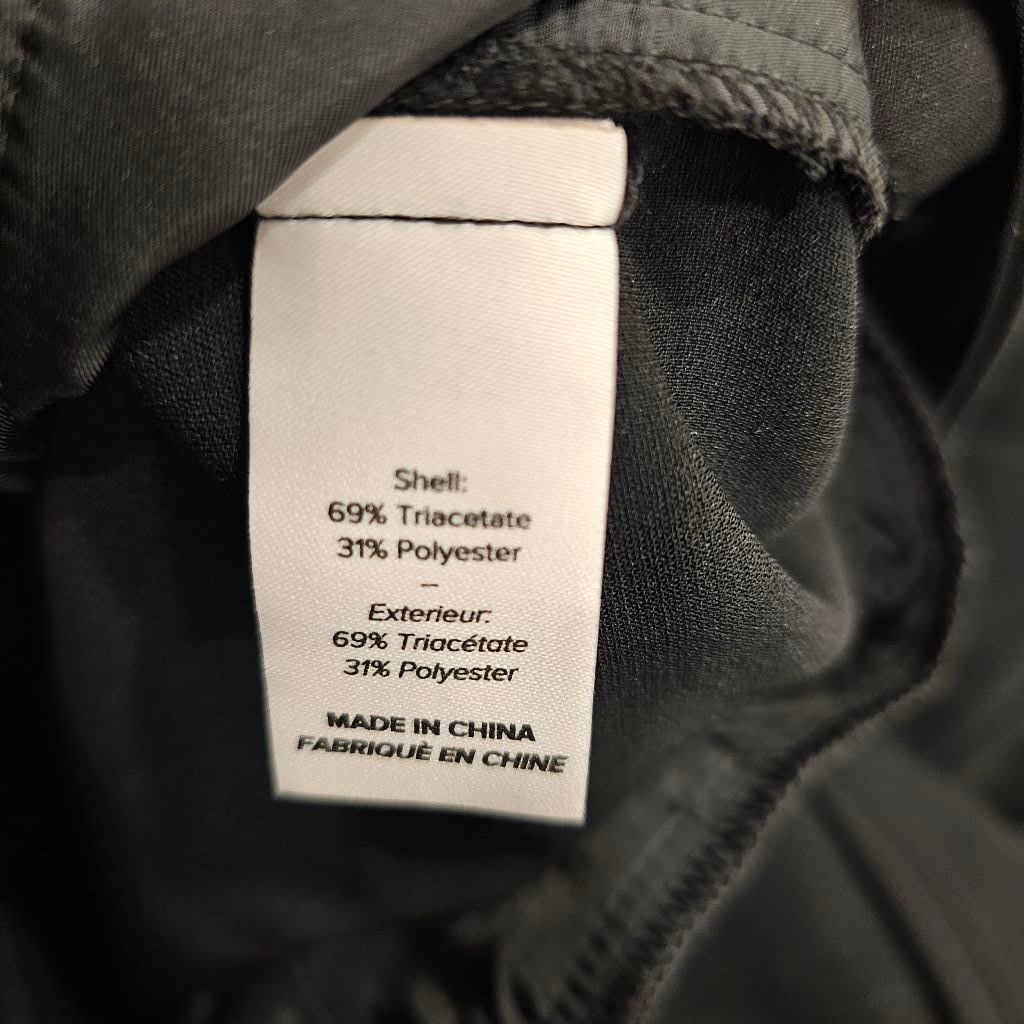 Shell:
69% Triacetate
31% Polyester
–
Exterieur:
69% Triacétate
31% Polyester
MADE IN CHINA
FABRIQUÈ EN CHINE